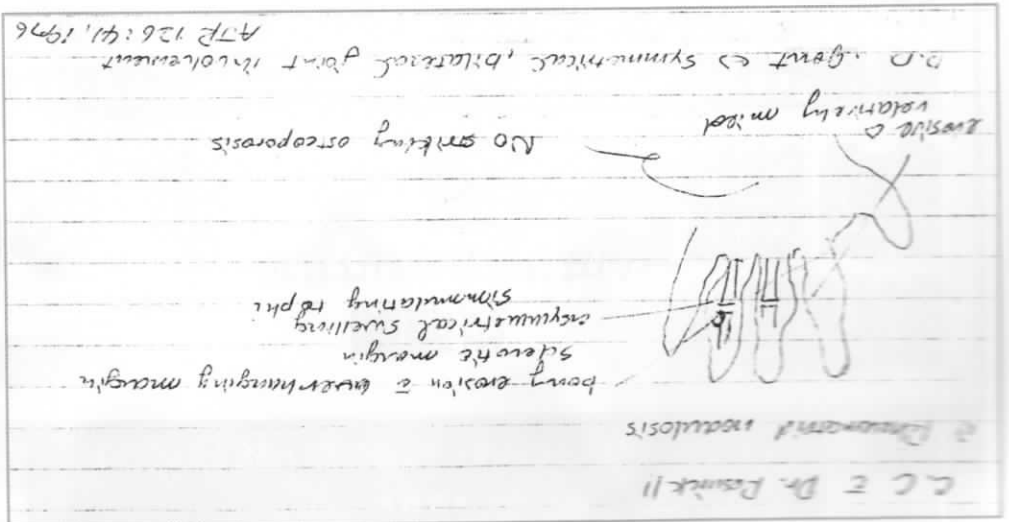 C.C c̄ Dr. Resnick //
Rheumatoid nodulosis
bony erosion c̄ overhanging margin
sclerotic margin
asymmetrical swelling
simmulating tophi
No striking osteoporosis
erosive
relatively mild
D.D. Gout <> Symmetrical, bilateral joint involvement
AJR 126:41, 1976